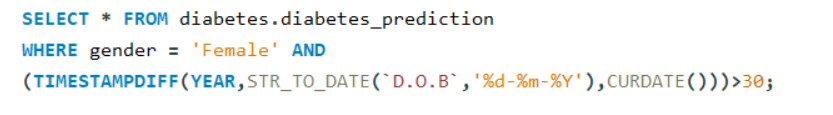 SELECT * FROM diabetes.diabetes_prediction
WHERE gender = 'Female' AND
(TIMESTAMPDIFF(YEAR,STR_TO_DATE(`D.O.B`,'%d-%m-%Y'),CURDATE()))>30;